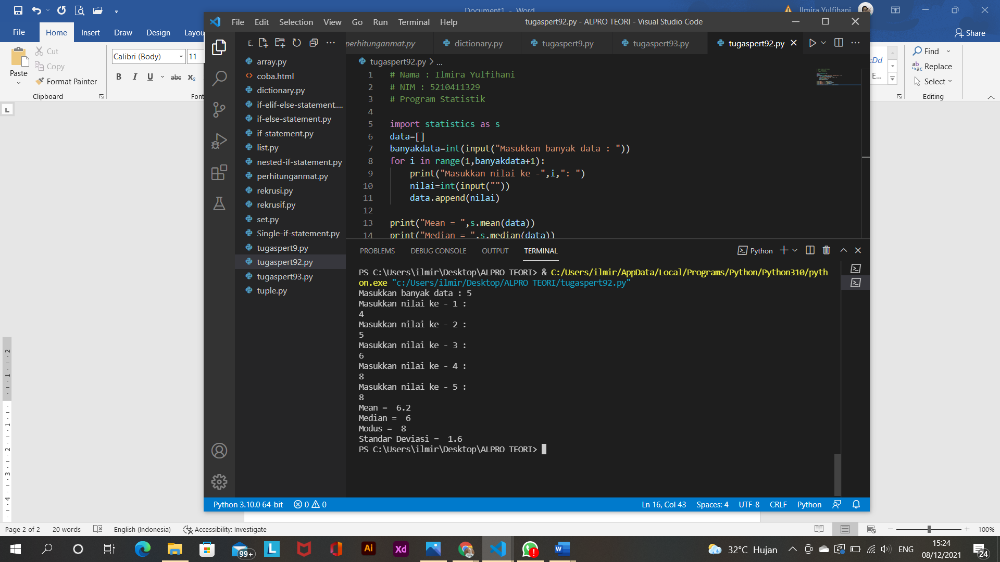 Document1 - Word
Ilmira Yulfihani
File
Home
Insert
Draw
Design
Layou
Share
Paste
Cut
Copy
Format Painter
Clipboard
Calibri (Body)
11
B I U abc x₂
Font
Find
Replace
Select
Editing
File Edit Selection View Go Run Terminal Help
tugaspert92.py - ALPRO TEORI - Visual Studio Code
E.
array.py
coba.html
dictionary.py
if-elif-else-statement....
if-else-statement.py
if-statement.py
list.py
nested-if-statement.py
perhitunganmat.py
rekrusi.py
rekrusif.py
set.py
Single-if-statement.py
tugaspert9.py
tugaspert92.py
tugaspert93.py
tuple.py
perhitunganmat.py
dictionary.py
tugaspert9.py
tugaspert93.py
tugaspert92.py
tugaspert92.py > ...
1 # Nama : Ilmira Yulfihani
2 # NIM : 5210411329
3 # Program Statistik
4
5 import statistics as s
6 data=[]
7 banyakdata=int(input("Masukkan banyak data : "))
8 for i in range(1,banyakdata+1):
9 print("Masukkan nilai ke -",i,": ")
10 nilai=int(input(""))
11 data.append(nilai)
12
13 print("Mean = ",s.mean(data))
14 print("Median = ",s.median(data))
PROBLEMS DEBUG CONSOLE OUTPUT TERMINAL
Python
PS C:\Users\ilmir\Desktop\ALPRO TEORI> & C:/Users/ilmir/AppData/Local/Programs/Python/Python310/pyth
on.exe "c:/Users/ilmir/Desktop/ALPRO TEORI/tugaspert92.py"
Masukkan banyak data : 5
Masukkan nilai ke - 1 :
4
Masukkan nilai ke - 2 :
5
Masukkan nilai ke - 3 :
6
Masukkan nilai ke - 4 :
8
Masukkan nilai ke - 5 :
8
Mean =  6.2
Median =  6
Modus =  8
Standar Deviasi =  1.6
PS C:\Users\ilmir\Desktop\ALPRO TEORI>
Python 3.10.0 64-bit
0 0
Ln 16, Col 43
Spaces: 4
UTF-8
CRLF
Python
Page 2 of 2
20 words
English (Indonesia)
Accessibility: Investigate
100%
99+
32°C Hujan
ENG
15:24
08/12/2021
24